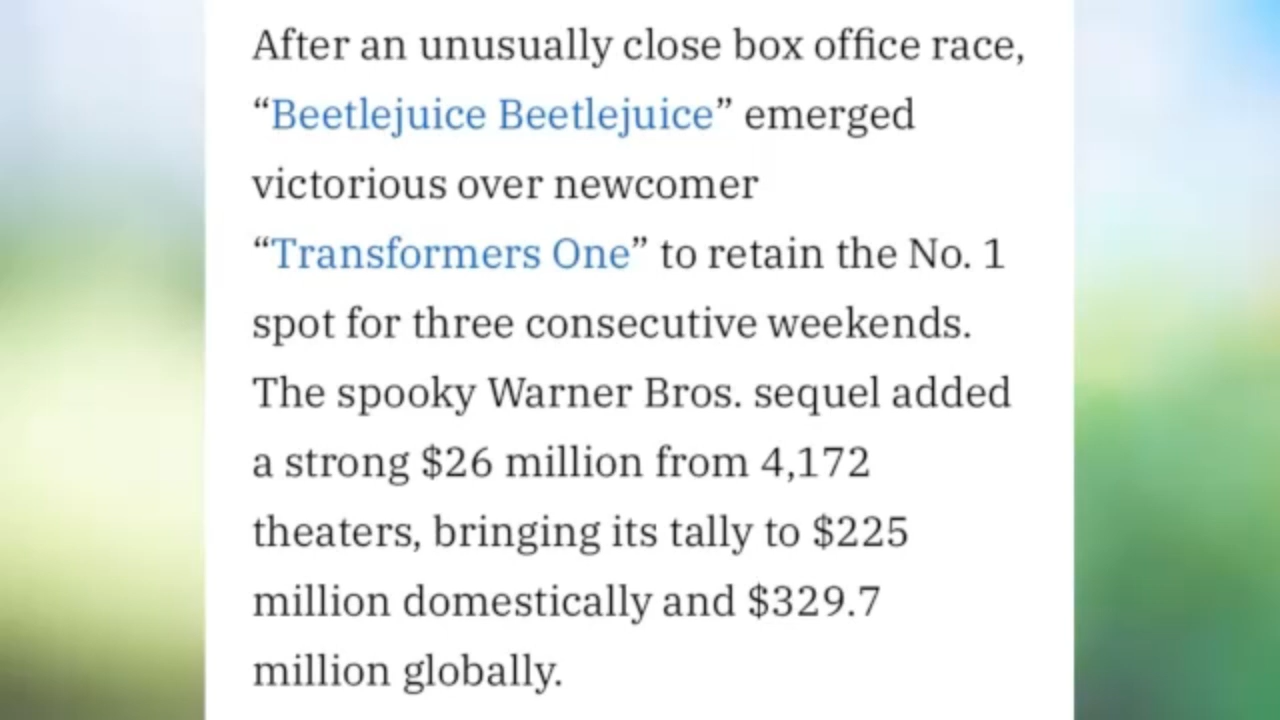 After an unusually close box office race,
“Beetlejuice Beetlejuice” emerged
victorious over newcomer
“Transformers One” to retain the No. 1
spot for three consecutive weekends.
The spooky Warner Bros. sequel added
a strong $26 million from 4,172
theaters, bringing its tally to $225
million domestically and $329.7
million globally.